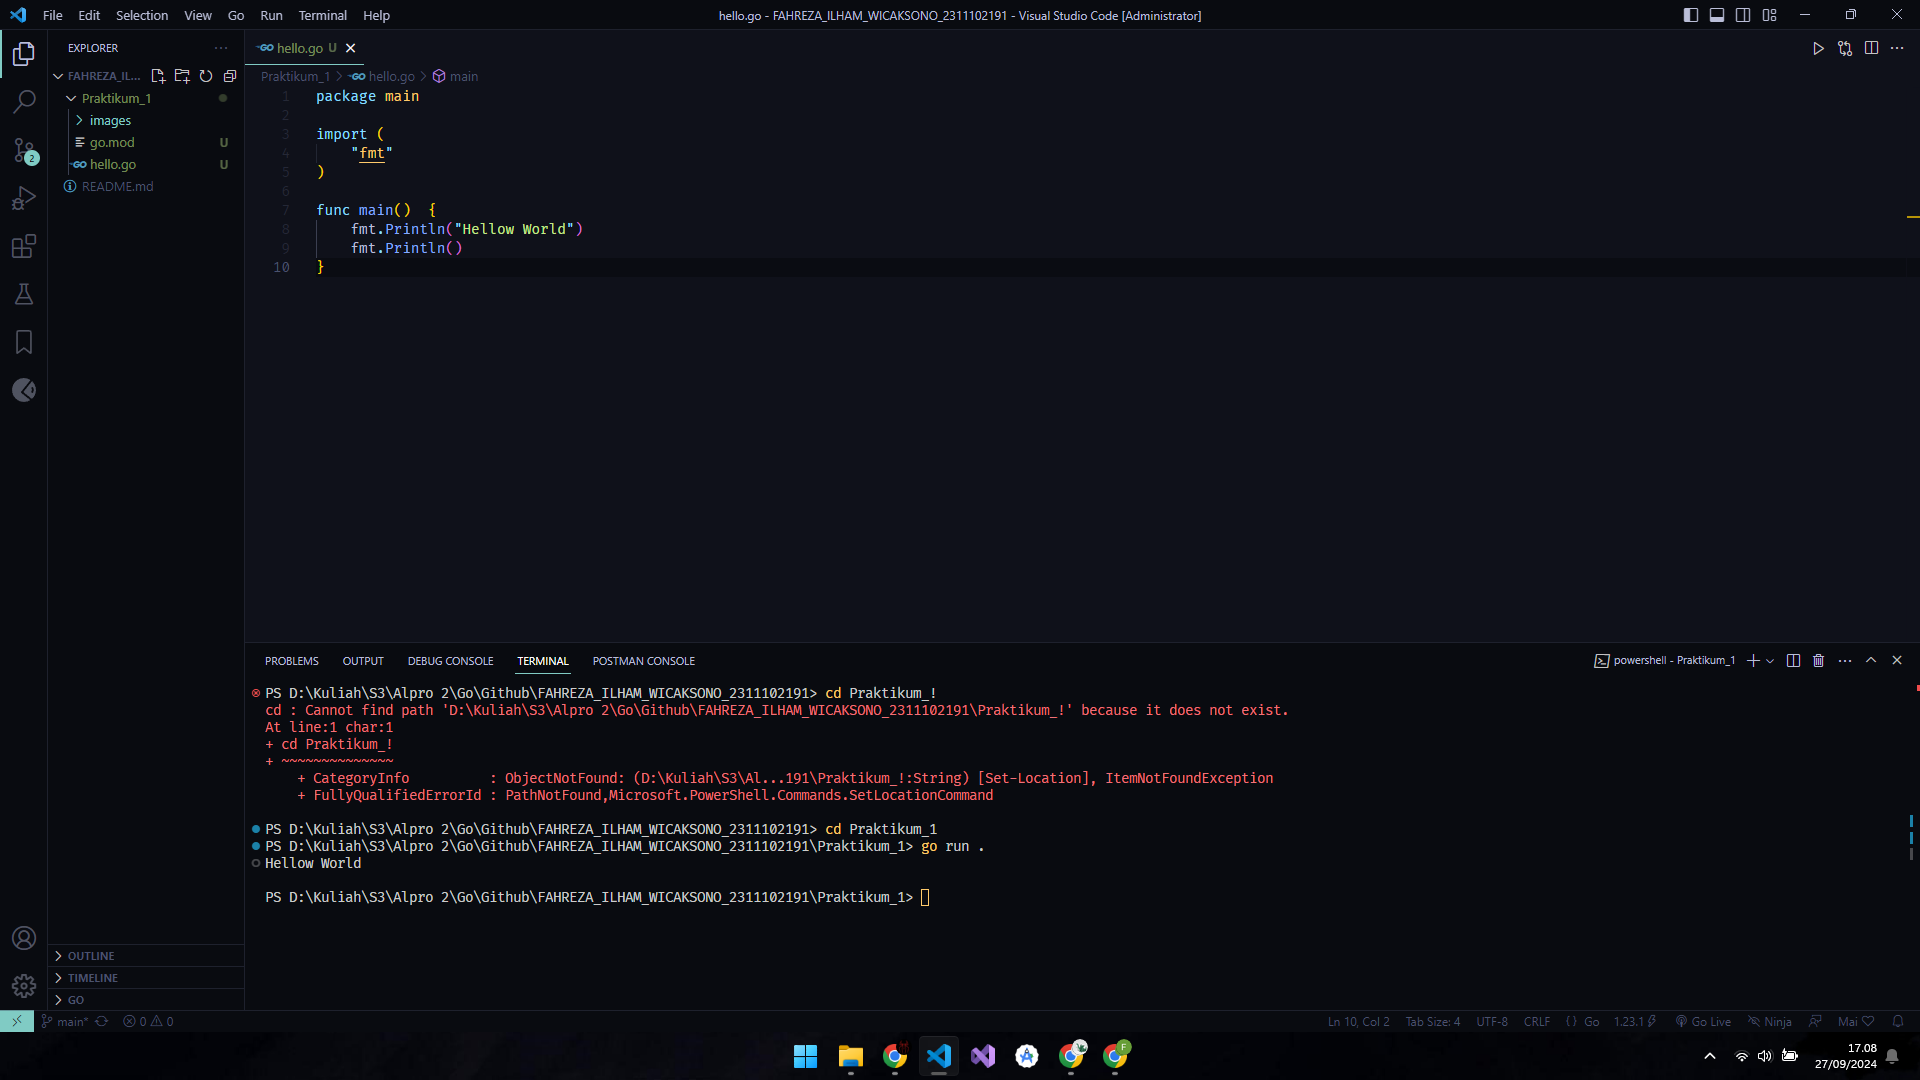 File Edit Selection View Go Run Terminal Help
hello.go - FAHREZA_ILHAM_WICAKSONO_2311102191 - Visual Studio Code [Administrator]
EXPLORER
FAHREZA_IL...
Praktikum_1
images
go.mod U
hello.go U
README.md
2
hello.go U
Praktikum_1 > hello.go > main
1 package main
2
3 import (
4 "fmt"
5 )
6
7 func main()  {
8 fmt.Println("Hellow World")
9 fmt.Println()
10 }
PROBLEMS OUTPUT DEBUG CONSOLE TERMINAL POSTMAN CONSOLE
powershell - Praktikum_1
PS D:\Kuliah\S3\Alpro 2\Go\Github\FAHREZA_ILHAM_WICAKSONO_2311102191> cd Praktikum_!
cd : Cannot find path 'D:\Kuliah\S3\Alpro 2\Go\Github\FAHREZA_ILHAM_WICAKSONO_2311102191\Praktikum_!' because it does not exist.
At line:1 char:1
+ cd Praktikum_!
+ ~~~~~~~~~~~~~~
+ CategoryInfo          : ObjectNotFound: (D:\Kuliah\S3\Al...191\Praktikum_!:String) [Set-Location], ItemNotFoundException
+ FullyQualifiedErrorId : PathNotFound,Microsoft.PowerShell.Commands.SetLocationCommand
PS D:\Kuliah\S3\Alpro 2\Go\Github\FAHREZA_ILHAM_WICAKSONO_2311102191> cd Praktikum_1
PS D:\Kuliah\S3\Alpro 2\Go\Github\FAHREZA_ILHAM_WICAKSONO_2311102191\Praktikum_1> go run .
Hellow World
PS D:\Kuliah\S3\Alpro 2\Go\Github\FAHREZA_ILHAM_WICAKSONO_2311102191\Praktikum_1>
OUTLINE
TIMELINE
GO
main* 0 0
Ln 10, Col 2 Tab Size: 4 UTF-8 CRLF {} Go 1.23.1 Go Live Ninja Mai
F
17.08
27/09/2024